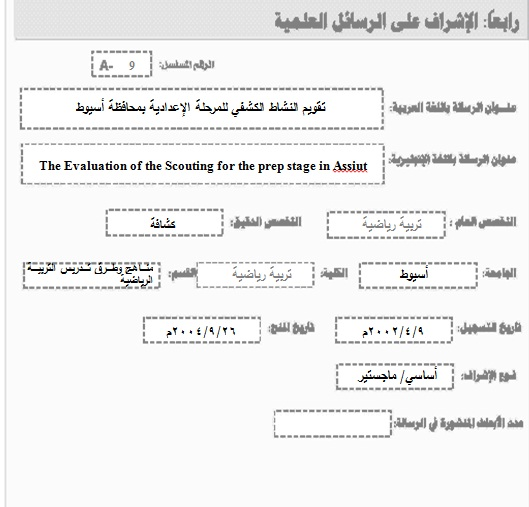 رابعاً: الإشراف على الرسائل العلمية
الرقم المسلسل: A- 9
عنـوان الرسالة باللغة العربية: تقويم النشاط الكشفي للمرحلة الإعدادية بمحافظة أسيوط
عنوان الرسالة باللغة الإنجليزية: The Evaluation of the Scouting for the prep stage in Assiut
التخصص العام: تربية رياضية التخصص الدقيق: كشافة
الجامعة: أسيوط الكلية: تربية رياضية القسم: مناهج وطرق تدريس التربية الرياضية
تاريخ التسجيل: ٢٠٠٢/٤/٩م تاريخ المنح: ٢٠٠٤/٩/٢٦م
نوع الإشراف: أساسي/ ماجستير
عدد الأبحاث المنشورة في الرسالة: